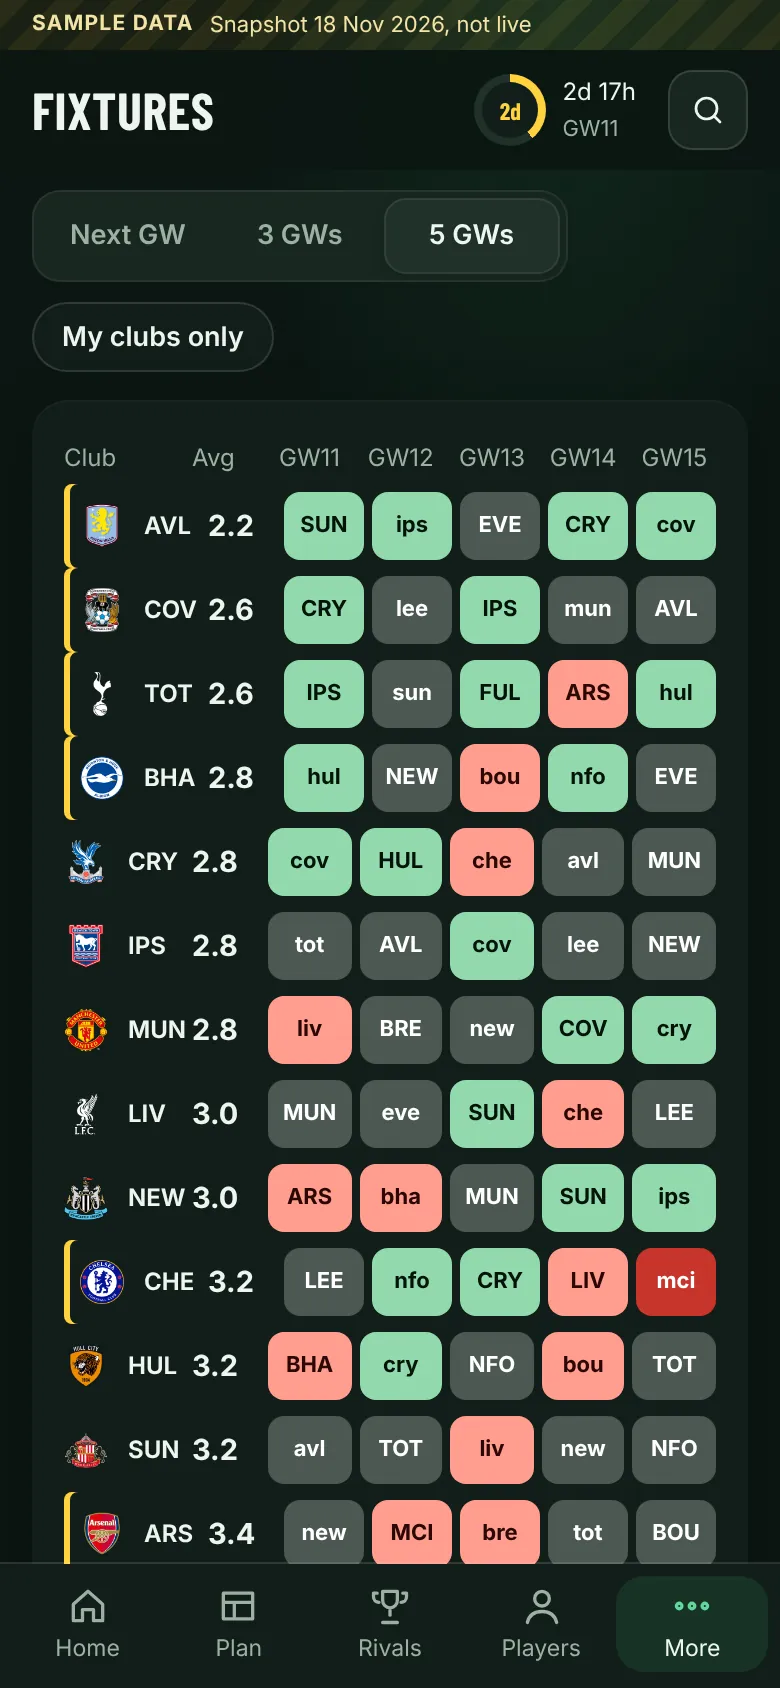 SAMPLE DATA Snapshot 18 Nov 2026, not live
FIXTURES
2d
2d 17h
GW11
Next GW 3 GWs 5 GWs
My clubs only
Club Avg GW11 GW12 GW13 GW14 GW15
AVL 2.2 SUN ips EVE CRY cov
COV 2.6 CRY lee IPS mun AVL
TOT 2.6 IPS sun FUL ARS hul
BHA 2.8 hul NEW bou nfo EVE
CRY 2.8 cov HUL che avl MUN
IPS 2.8 tot AVL cov lee NEW
MUN 2.8 liv BRE new COV cry
LIV 3.0 MUN eve SUN che LEE
NEW 3.0 ARS bha MUN SUN ips
CHE 3.2 LEE nfo CRY LIV mci
HUL 3.2 BHA cry NFO bou TOT
SUN 3.2 avl TOT liv new NFO
ARS 3.4 new MCI bre tot BOU
Home Plan Rivals Players More